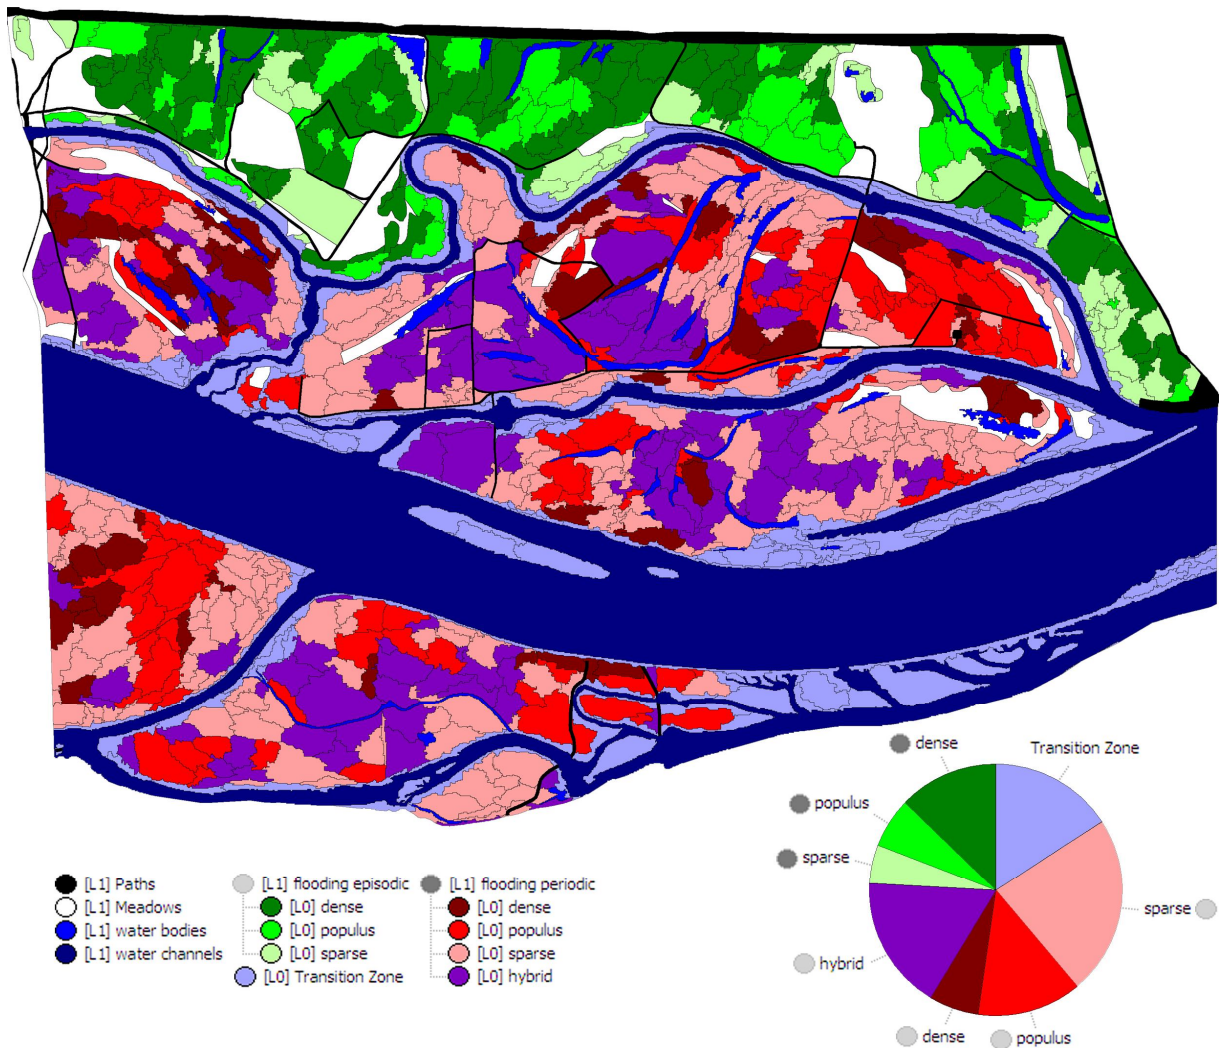 dense
Transition Zone
populus
sparse
sparse
hybrid
dense
populus
[L1] Paths
[L1] Meadows
[L1] water bodies
[L1] water channels
[L1] flooding episodic
[L0] dense
[L0] populus
[L0] sparse
[L0] Transition Zone
[L1] flooding periodic
[L0] dense
[L0] populus
[L0] sparse
[L0] hybrid